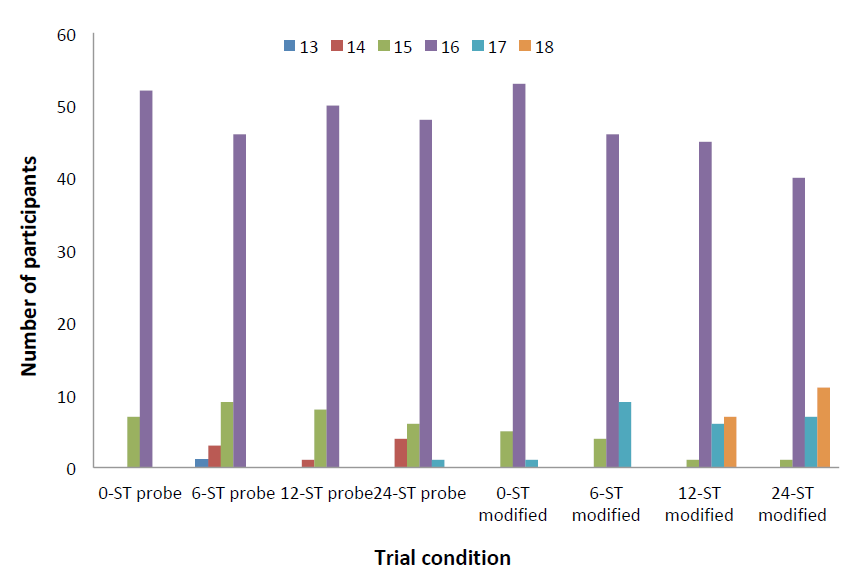 60
13 14 15 16 17 18
50
40
30
20
10
0
Number of participants
0-ST probe 6-ST probe 12-ST probe 24-ST probe 0-ST modified 6-ST modified 12-ST modified 24-ST modified
Trial condition